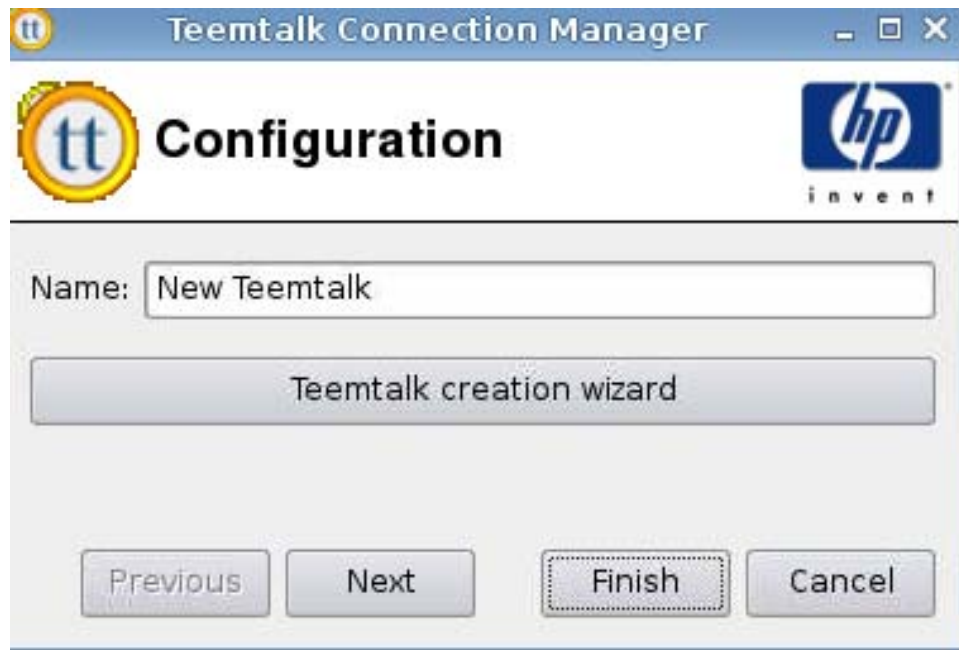 tt Teemtalk Connection Manager
tt Configuration
hp
invent
Name: New Teemtalk
Teemtalk creation wizard
Previous Next Finish Cancel